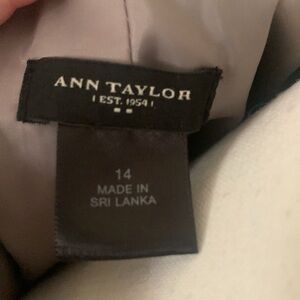 ANN TAYLOR
| EST. 1954 |
14
MADE IN
SRI LANKA